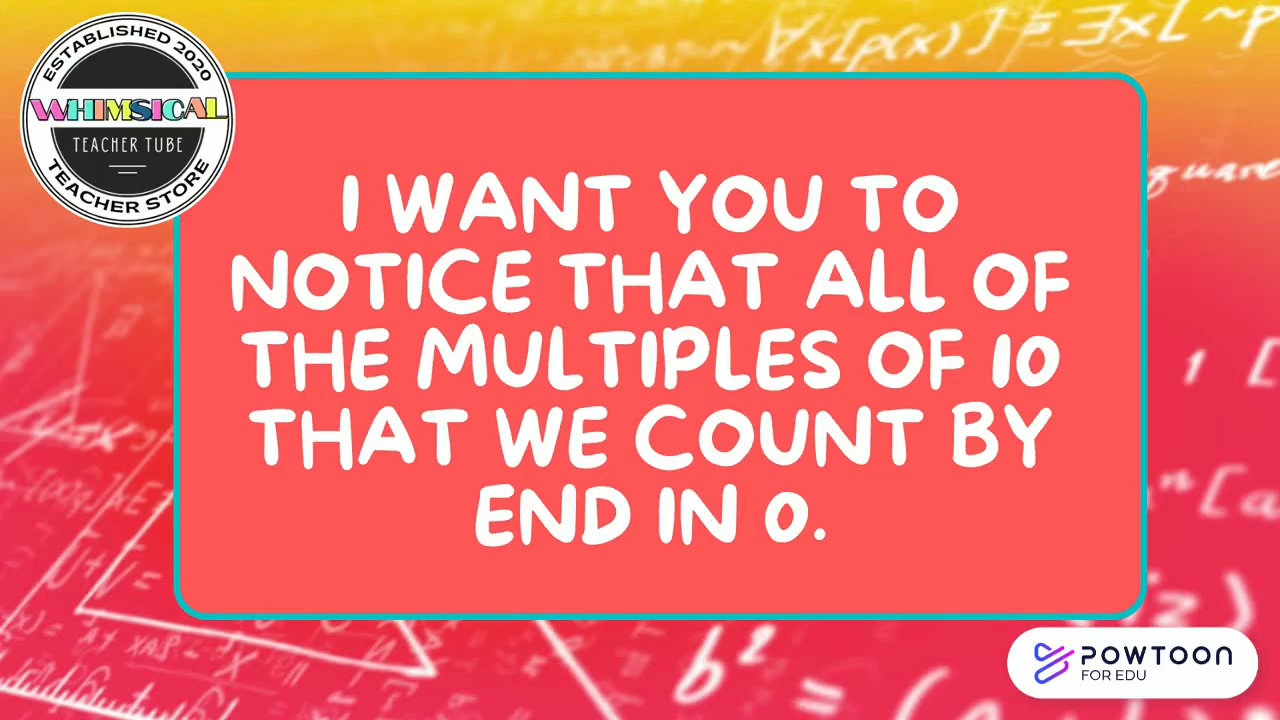 ESTABLISHED 2020
WHIMSICAL
TEACHER TUBE
TEACHER STORE
I WANT YOU TO
NOTICE THAT ALL OF
THE MULTIPLES OF 10
THAT WE COUNT BY
END IN 0.
POWTOON
FOR EDU